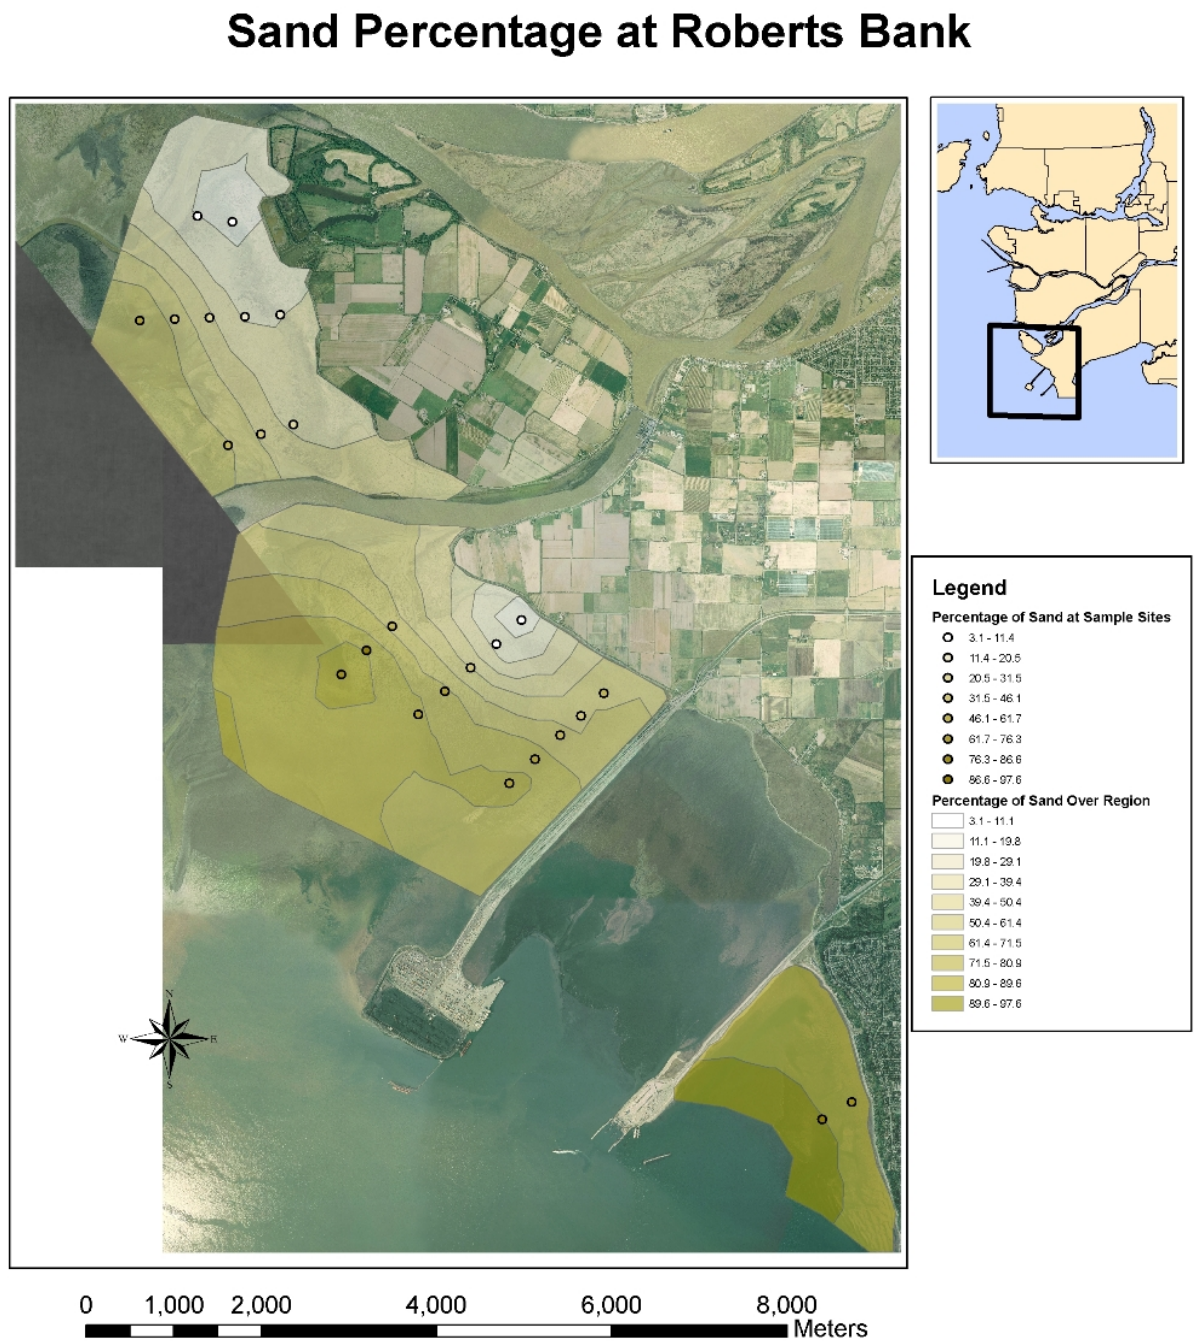 Sand Percentage at Roberts Bank
N
W E
S
Legend
Percentage of Sand at Sample Sites
3.1 - 11.4
11.4 - 20.5
20.5 - 31.5
31.5 - 46.1
46.1 - 61.7
61.7 - 76.3
76.3 - 86.6
86.6 - 97.6
Percentage of Sand Over Region
3.1 - 11.1
11.1 - 19.8
19.8 - 29.1
29.1 - 39.4
39.4 - 50.4
50.4 - 61.4
61.4 - 71.5
71.5 - 80.9
80.9 - 89.6
89.6 - 97.6
0 1,000 2,000 4,000 6,000 8,000
Meters